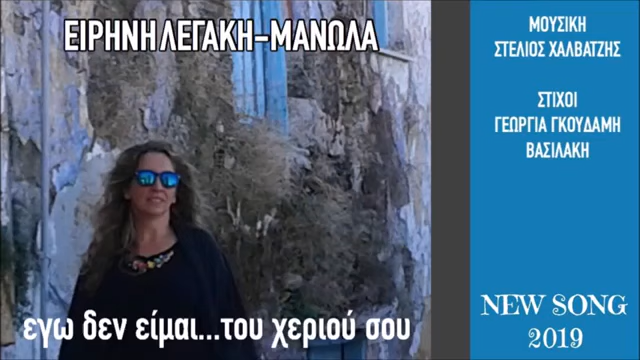 ΕΙΡΗΝΗ ΛΕΓΑΚΗ-ΜΑΝΩΛΑ
εγω δεν είμαι...του χεριού σου
ΜΟΥΣΙΚΗ
ΣΤΕΛΙΟΣ ΧΑΛΒΑΤΖΗΣ
ΣΤΙΧΟΙ
ΓΕΩΡΓΙΑ ΓΚΟΥΔΑΜΗ
ΒΑΣΙΛΑΚΗ
NEW SONG
2019